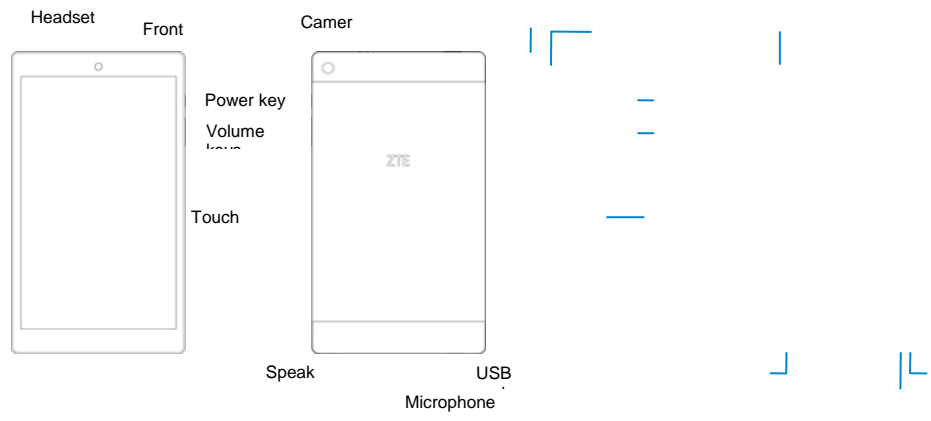 Headset
Front
Camer
Power key
Volume
ZTE
Touch
Speak
USB
Microphone